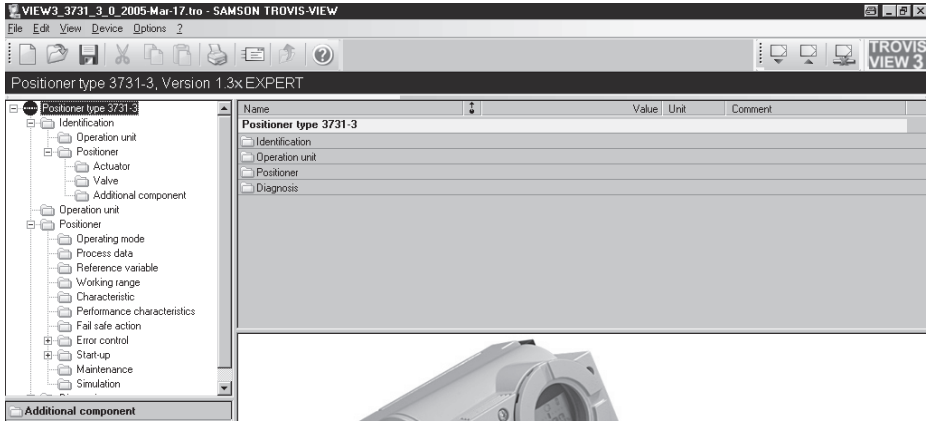 VIEW3_3731_3_0_2005-Mar-17.tro - SAMSON TROVIS-VIEW
File Edit View Device Options ?
TROVIS
VIEW 3
Positioner type 3731-3, Version 1.3x EXPERT
Positioner type 3731-3
Identification
Operation unit
Positioner
Actuator
Valve
Additional component
Operation unit
Positioner
Operating mode
Process data
Reference variable
Working range
Characteristic
Performance characteristics
Fail safe action
Error control
Start-up
Maintenance
Simulation
Additional component
Name Value Unit Comment
Positioner type 3731-3
Identification
Operation unit
Positioner
Diagnosis